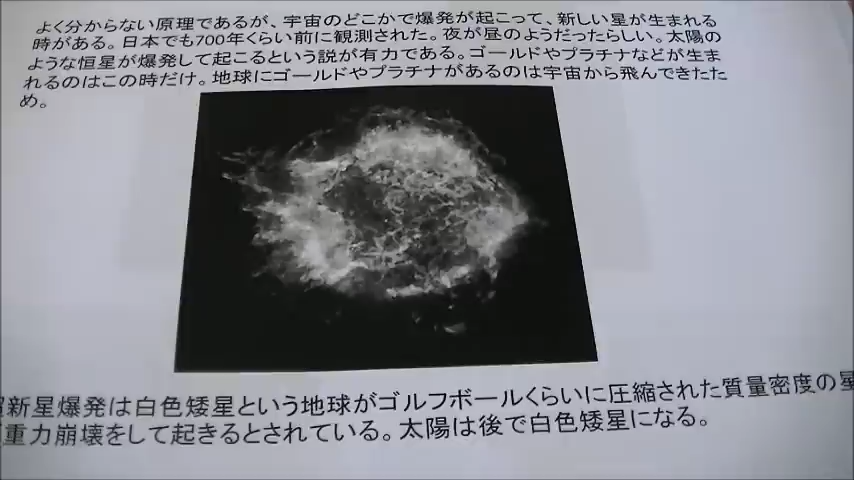 よく分からない原理であるが、宇宙のどこかで爆発が起こって、新しい星が生まれる
時がある。日本でも700年くらい前に観測された。夜が昼のようだったらしい。太陽の
ような恒星が爆発して起こるという説が有力である。ゴールドやプラチナなどが生ま
れるのはこの時だけ。地球にゴールドやプラチナがあるのは宇宙から飛んできたた
め。
超新星爆発は白色矮星という地球がゴルフボールくらいに圧縮された質量密度の星
重力崩壊をして起きるとされている。太陽は後で白色矮星になる。